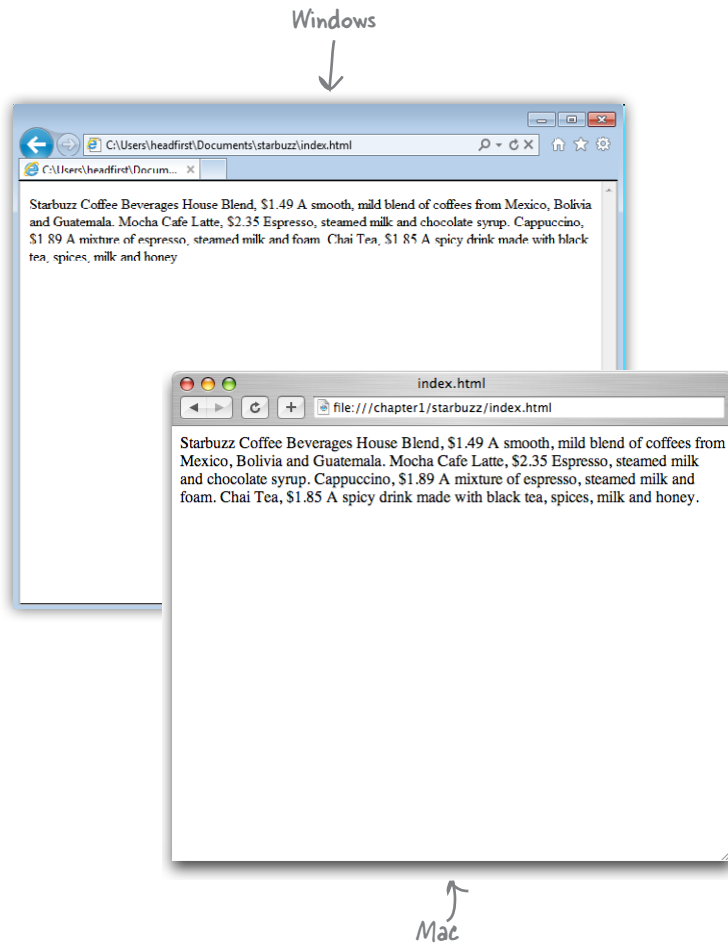 Windows
C:\Users\headfirst\Documents\starbuzz\index.html
C:\Users\headfirst\Docum...
Starbuzz Coffee Beverages House Blend, $1.49 A smooth, mild blend of coffees from Mexico, Bolivia
and Guatemala. Mocha Cafe Latte, $2.35 Espresso, steamed milk and chocolate syrup. Cappuccino,
$1.89 A mixture of espresso, steamed milk and foam. Chai Tea, $1.85 A spicy drink made with black
tea, spices, milk and honey.
index.html
file:///chapter1/starbuzz/index.html
Starbuzz Coffee Beverages House Blend, $1.49 A smooth, mild blend of coffees from
Mexico, Bolivia and Guatemala. Mocha Cafe Latte, $2.35 Espresso, steamed milk
and chocolate syrup. Cappuccino, $1.89 A mixture of espresso, steamed milk and
foam. Chai Tea, $1.85 A spicy drink made with black tea, spices, milk and honey.
Mac